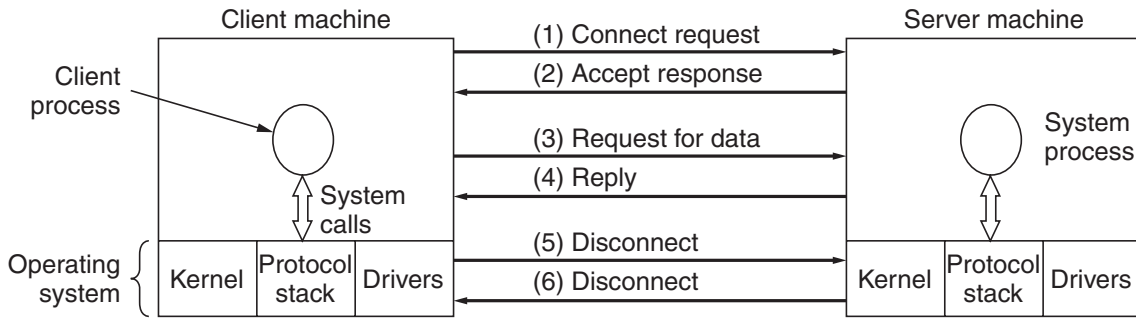 Client machine
Server machine
(1) Connect request
(2) Accept response
Client
process
(3) Request for data
System
process
(4) Reply
System
calls
Operating
system
Kernel
Protocol
stack
Drivers
(5) Disconnect
(6) Disconnect
Kernel
Protocol
stack
Drivers